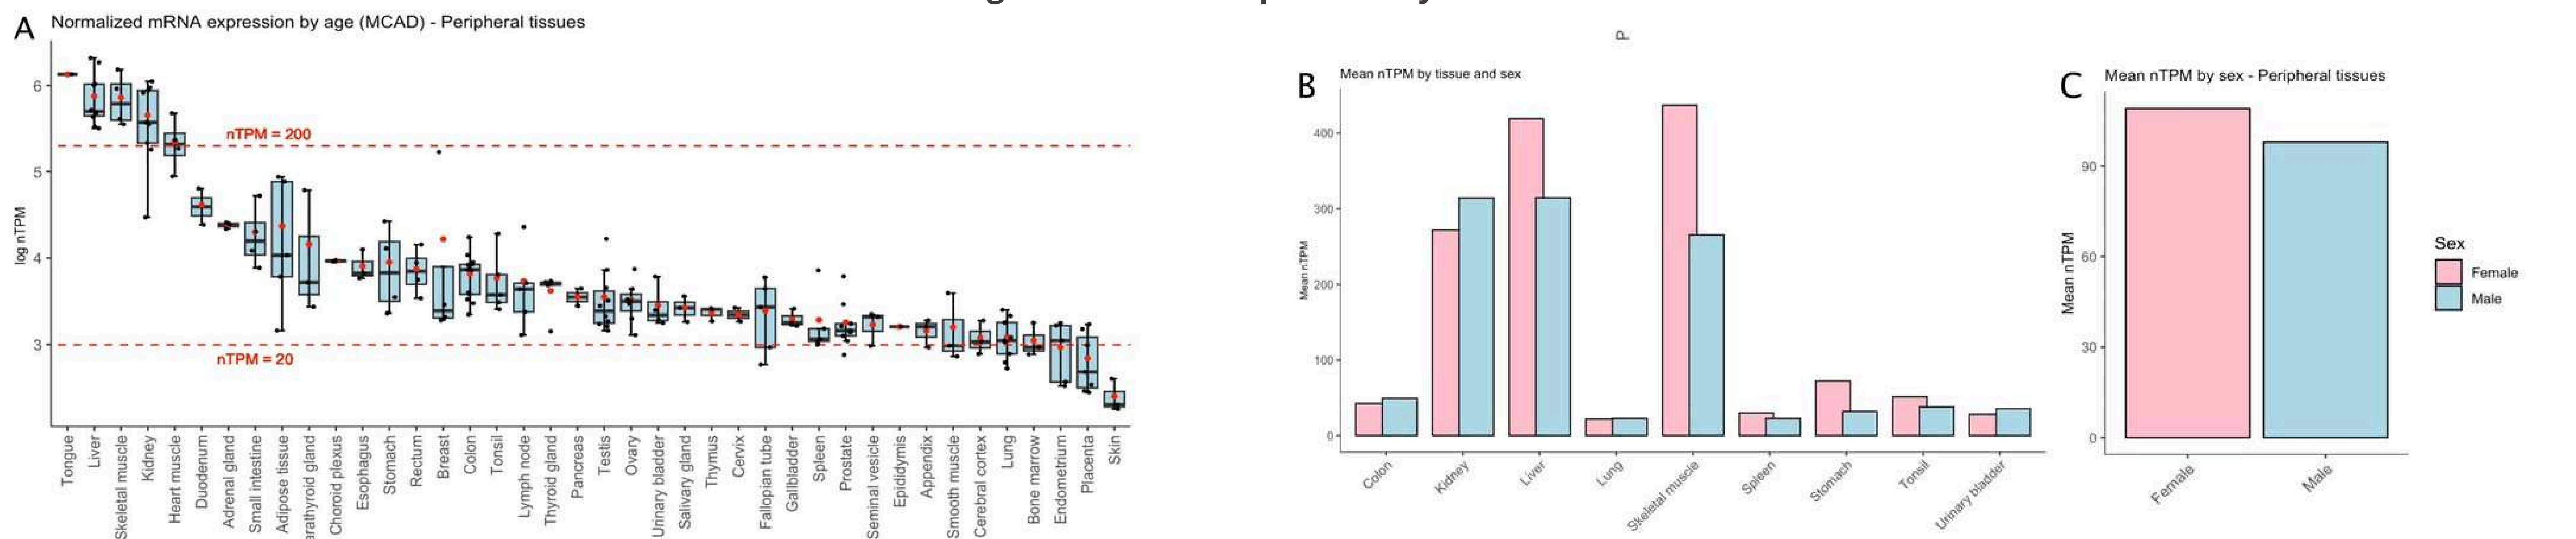 A
Normalized mRNA expression by age (MCAD) - Peripheral tissues
log nTPM
6
5
4
3
nTPM = 200
nTPM = 20
Tongue
Liver
Skeletal muscle
Kidney
Heart muscle
Duodenum
Adrenal gland
Small intestine
Adipose tissue
arathyroid gland
Choroid plexus
Esophagus
Stomach
Rectum
Breast
Colon
Tonsil
Lymph node
Thyroid gland
Pancreas
Testis
Ovary
Urinary bladder
Salivary gland
Thymus
Cervix
Fallopian tube
Gallbladder
Spleen
Prostate
Seminal vesicle
Epididymis
Appendix
Smooth muscle
Cerebral cortex
Lung
Bone marrow
Endometrium
Placenta
Skin
P
B
Mean nTPM by tissue and sex
Mean nTPM
400
300
200
100
0
Colon
Kidney
Liver
Lung
Skeletal muscle
Spleen
Stomach
Tonsil
Urinary bladder
C
Mean nTPM by sex - Peripheral tissues
Mean nTPM
90
60
30
0
Female
Male
Sex
Female
Male